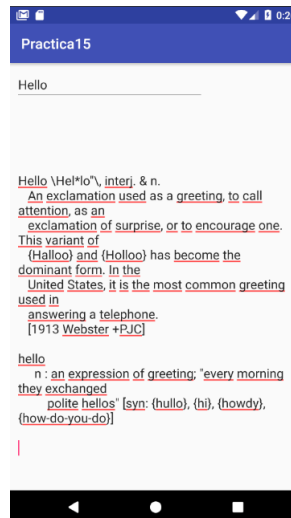 0:2
Practica15
Hello
Hello \Hel*lo"\, interj. & n.
An exclamation used as a greeting, to call
attention, as an
exclamation of surprise, or to encourage one.
This variant of
{Halloo} and {Holloo} has become the
dominant form. In the
United States, it is the most common greeting
used in
answering a telephone.
[1913 Webster +PJC]
hello
n : an expression of greeting; "every morning
they exchanged
polite hellos" [syn: {hullo}, {hi}, {howdy},
{how-do-you-do}]